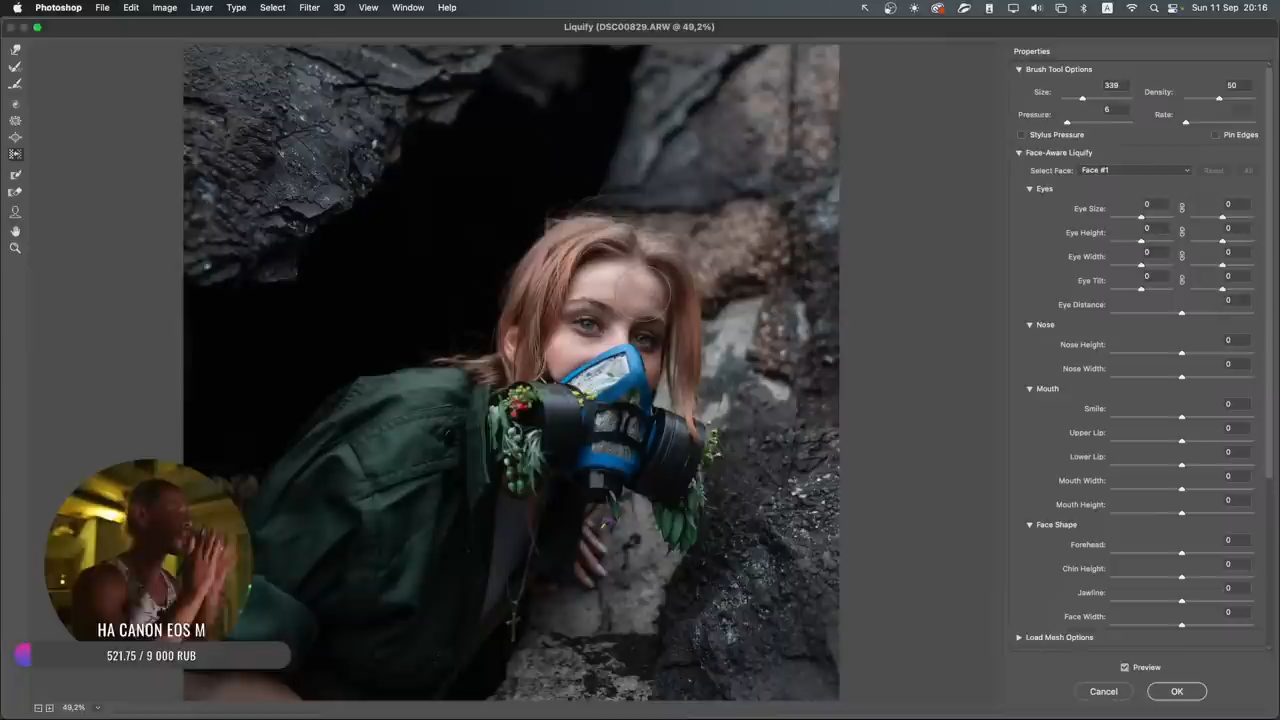 Photoshop File Edit Image Layer Type Select Filter 3D View Window Help A Sun 11 Sep 20:16
Liquify (DSC00829.ARW @ 49,2%)
Properties
Brush Tool Options
Size: 339 Density: 50
Pressure: 6 Rate:
Stylus Pressure Pin Edges
Face-Aware Liquify
Select Face: Face #1 Reset All
Eyes
Eye Size: 0 0
Eye Height: 0 0
Eye Width: 0 0
Eye Tilt: 0 0
Eye Distance: 0
Nose
Nose Height: 0
Nose Width: 0
Mouth
Smile: 0
Upper Lip: 0
Lower Lip: 0
Mouth Width: 0
Mouth Height: 0
Face Shape
Forehead: 0
Chin Height: 0
Jawline: 0
Face Width: 0
Load Mesh Options
Preview
Cancel OK
НА CANON EOS M
521.75 / 9 000 RUB
49,2%